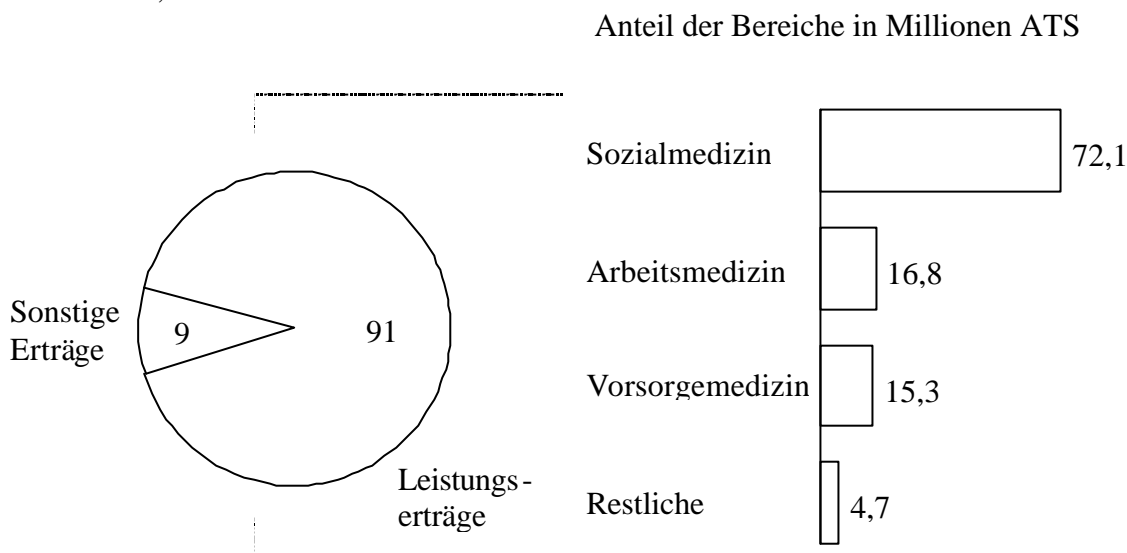 Anteil der Bereiche in Millionen ATS
Sonstige
Erträge
9
91
Leistungs-
erträge
Sozialmedizin
72,1
Arbeitsmedizin
16,8
Vorsorgemedizin
15,3
Restliche
4,7